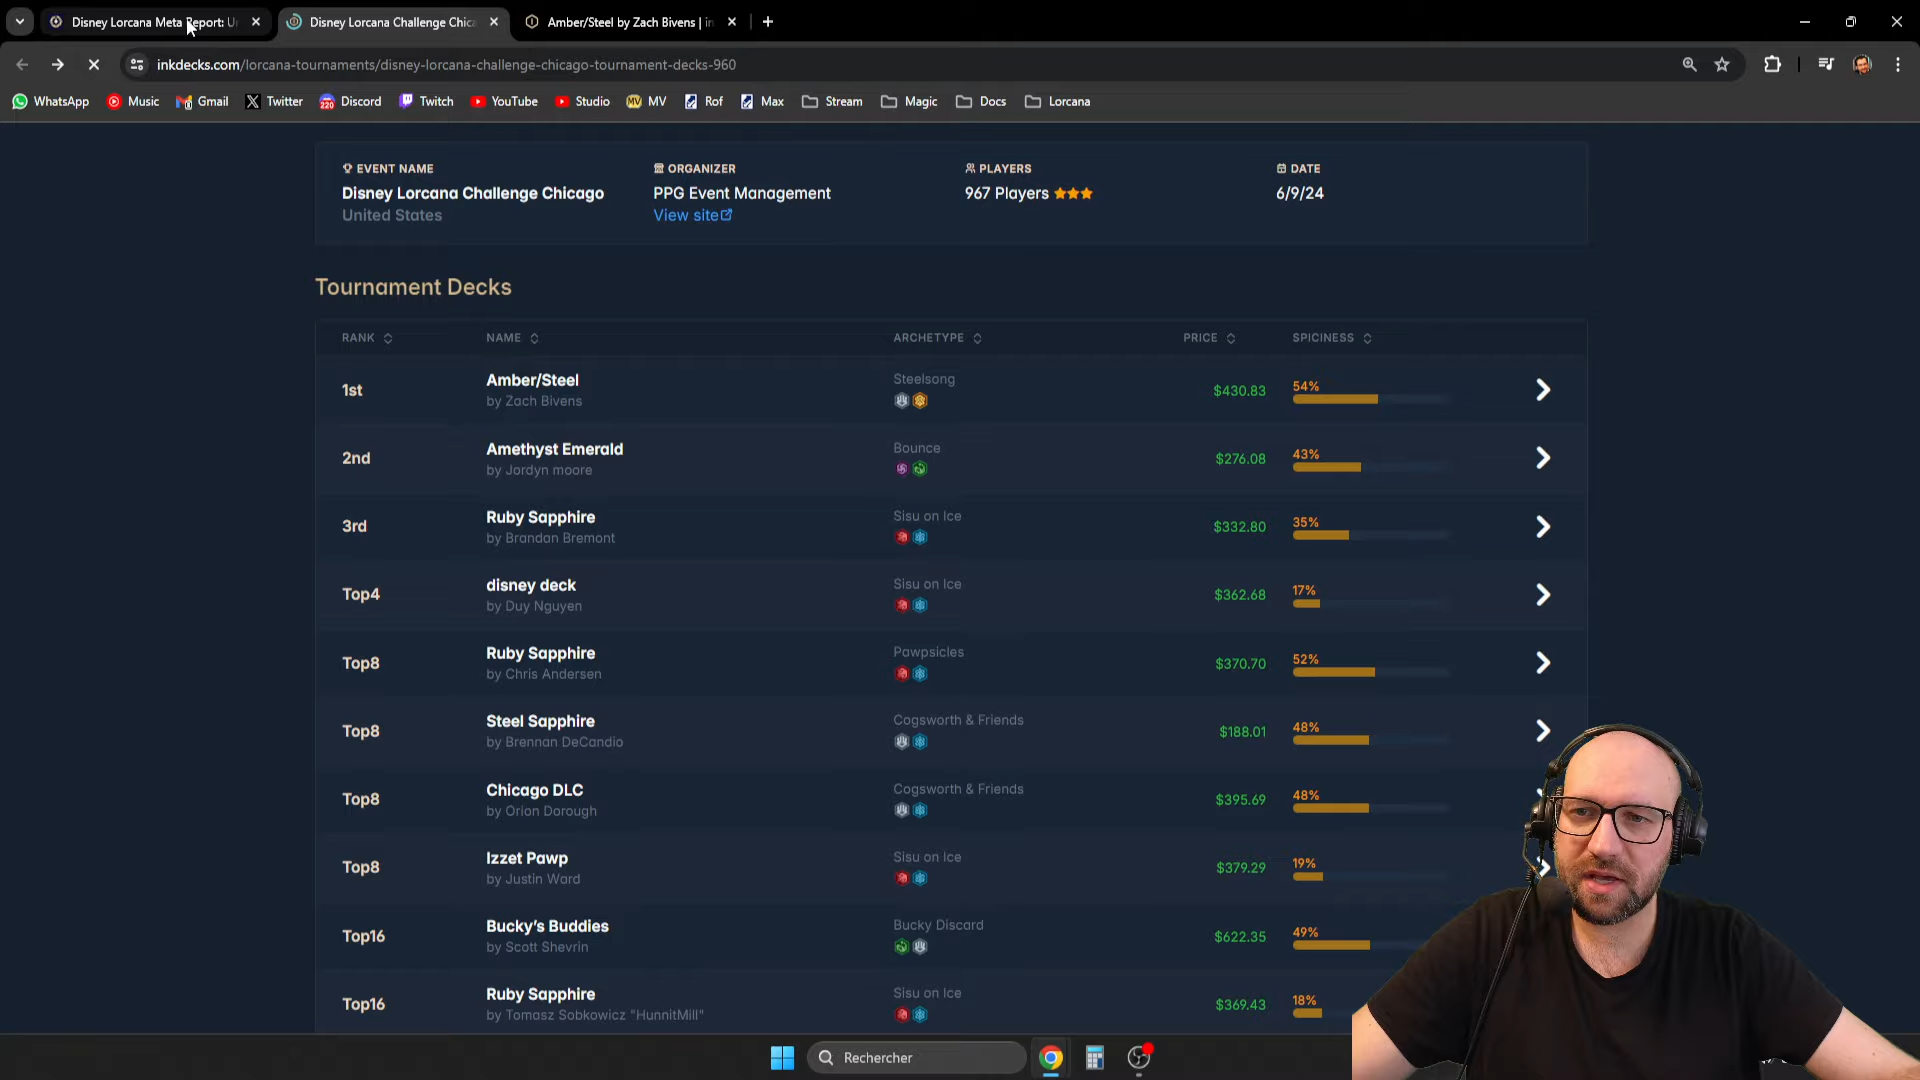 Disney Lorcana Meta Report: U
Disney Lorcana Challenge Chica
Amber/Steel by Zach Bivens | in
inkdecks.com/lorcana-tournaments/disney-lorcana-challenge-chicago-tournament-decks-960
WhatsApp Music Gmail Twitter Discord Twitch YouTube Studio MV Rof Max Stream Magic Docs Lorcana
EVENT NAME ORGANIZER PLAYERS DATE
Disney Lorcana Challenge Chicago PPG Event Management 967 Players 6/9/24
United States View site
Tournament Decks
RANK NAME ARCHETYPE PRICE SPICINESS
1st Amber/Steel Steelsong $430.83 54%
by Zach Bivens
2nd Amethyst Emerald Bounce $276.08 43%
by Jordyn moore
3rd Ruby Sapphire Sisu on Ice $332.80 35%
by Brandan Bremont
Top4 disney deck Sisu on Ice $362.68 17%
by Duy Nguyen
Top8 Ruby Sapphire Pawpsicles $370.70 52%
by Chris Andersen
Top8 Steel Sapphire Cogsworth & Friends $188.01 48%
by Brennan DeCandio
Top8 Chicago DLC Cogsworth & Friends $395.69 48%
by Orion Dorough
Top8 Izzet Pawp Sisu on Ice $379.29 19%
by Justin Ward
Top16 Bucky's Buddies Bucky Discard $622.35 49%
by Scott Shevrin
Top16 Ruby Sapphire Sisu on Ice $369.43 18%
by Tomasz Sobkowicz "HunnitMill"
Rechercher